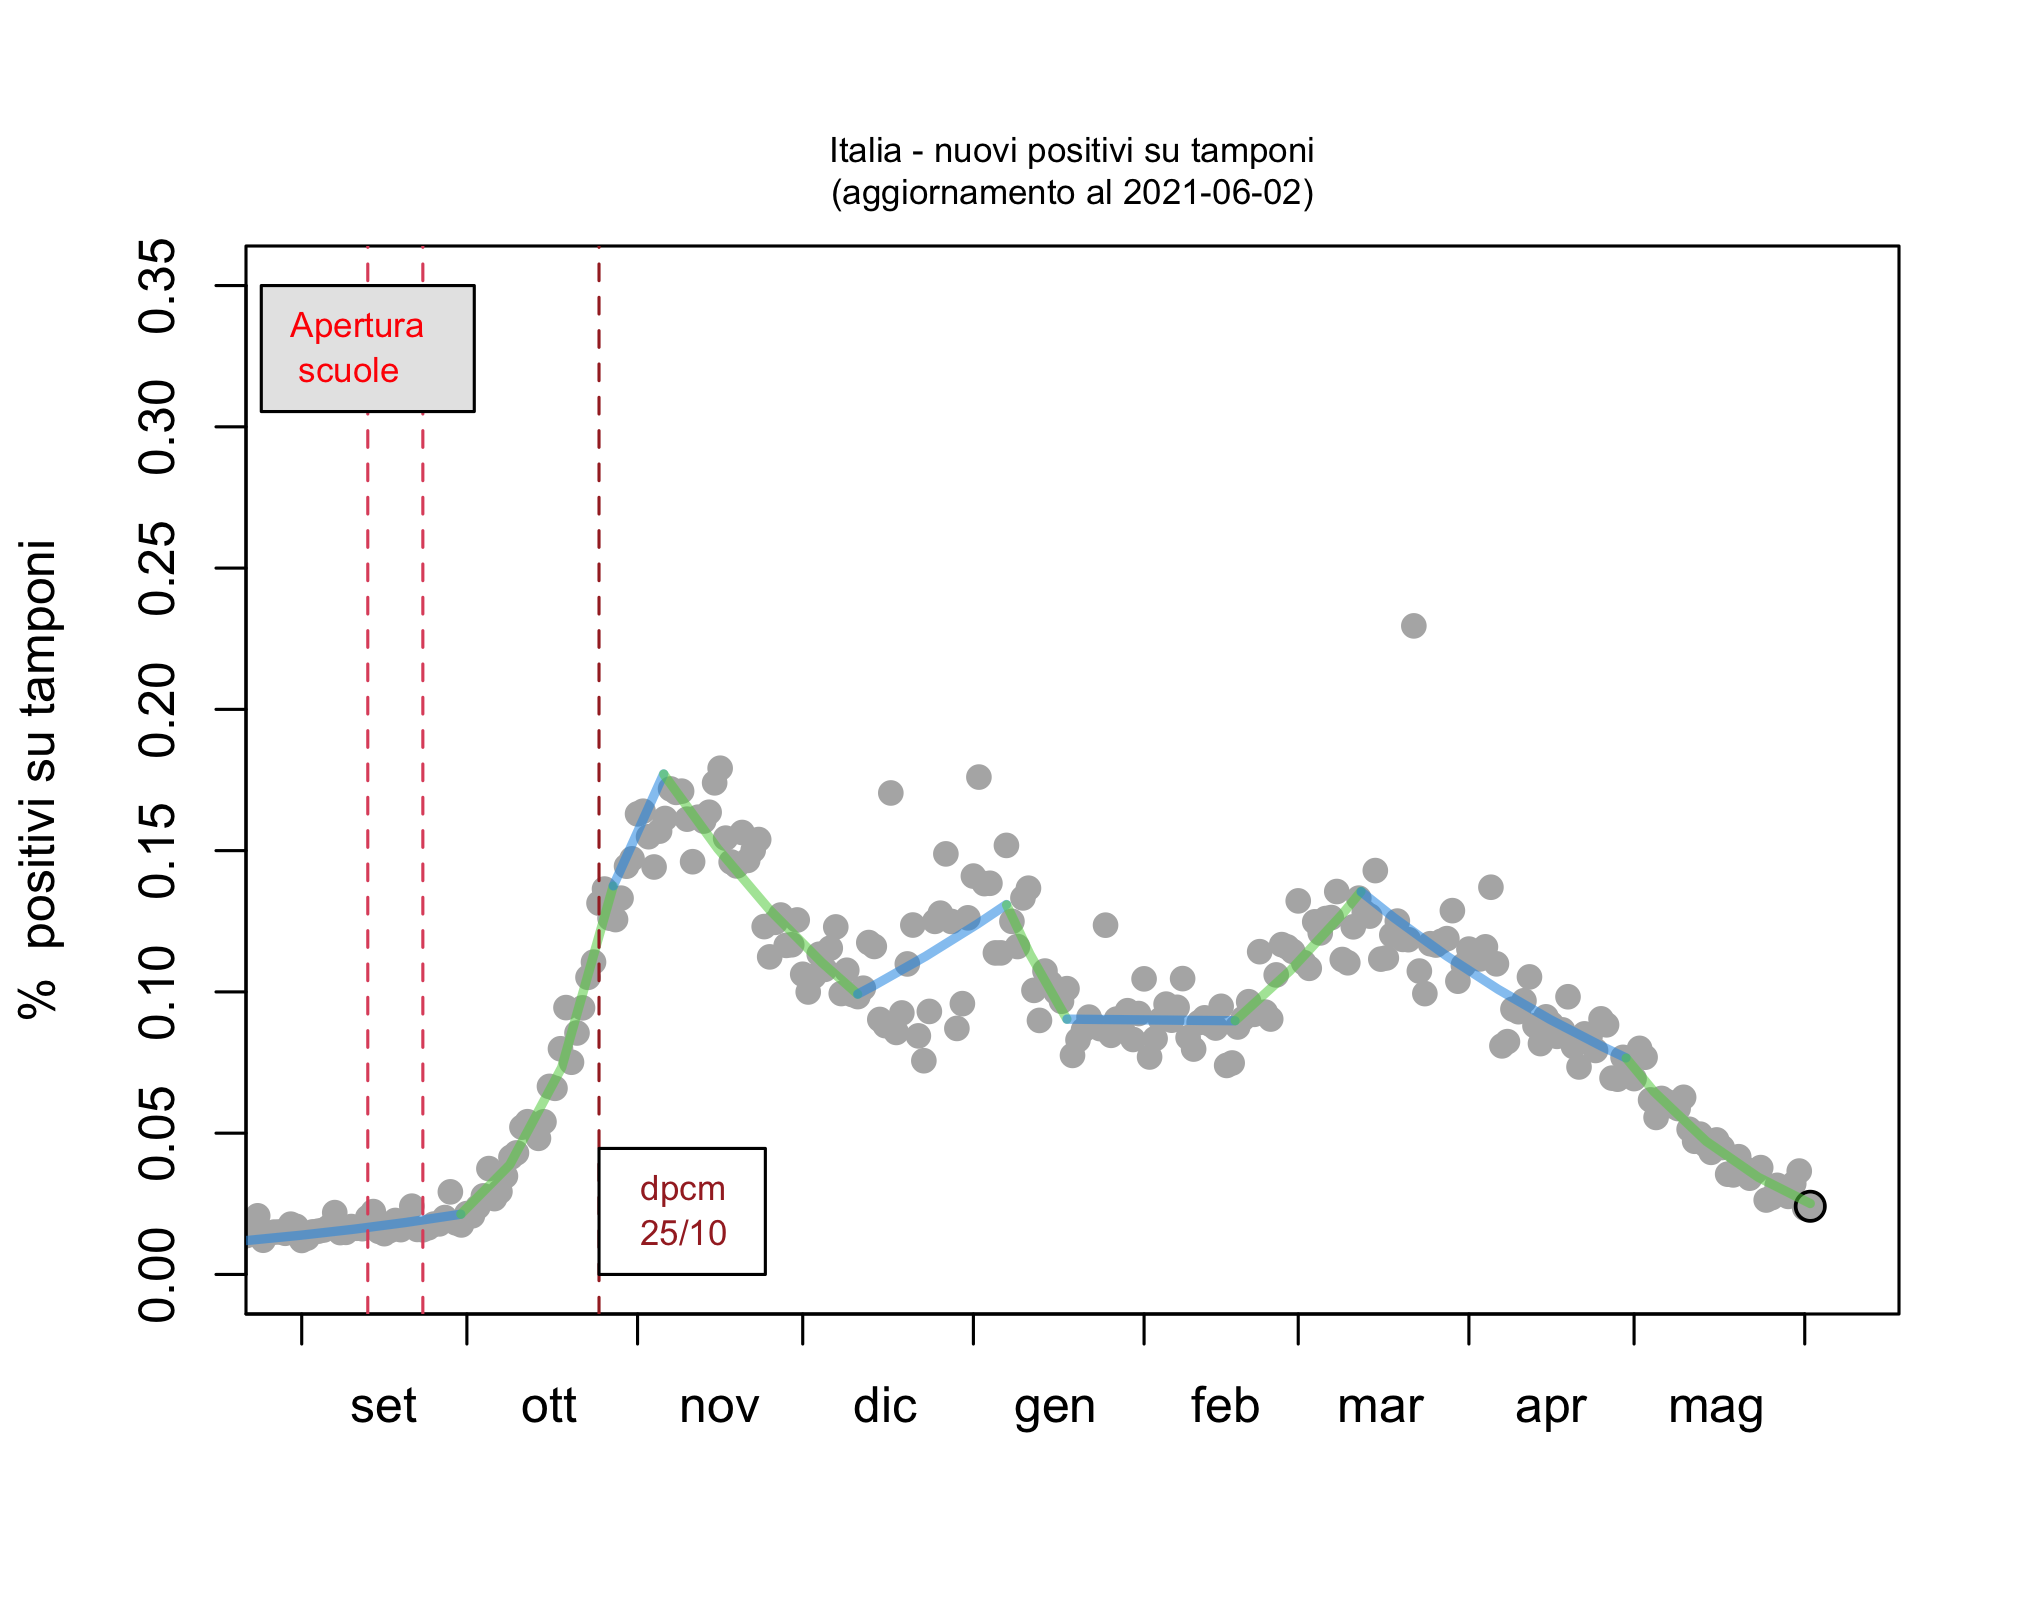 Italia - nuovi positivi su tamponi
(aggiornamento al 2021-06-02)
% positivi su tamponi
0.35
0.30
0.25
0.20
0.15
0.10
0.05
0.00
Apertura
scuole
dpcm
25/10
set ott nov dic gen feb mar apr mag